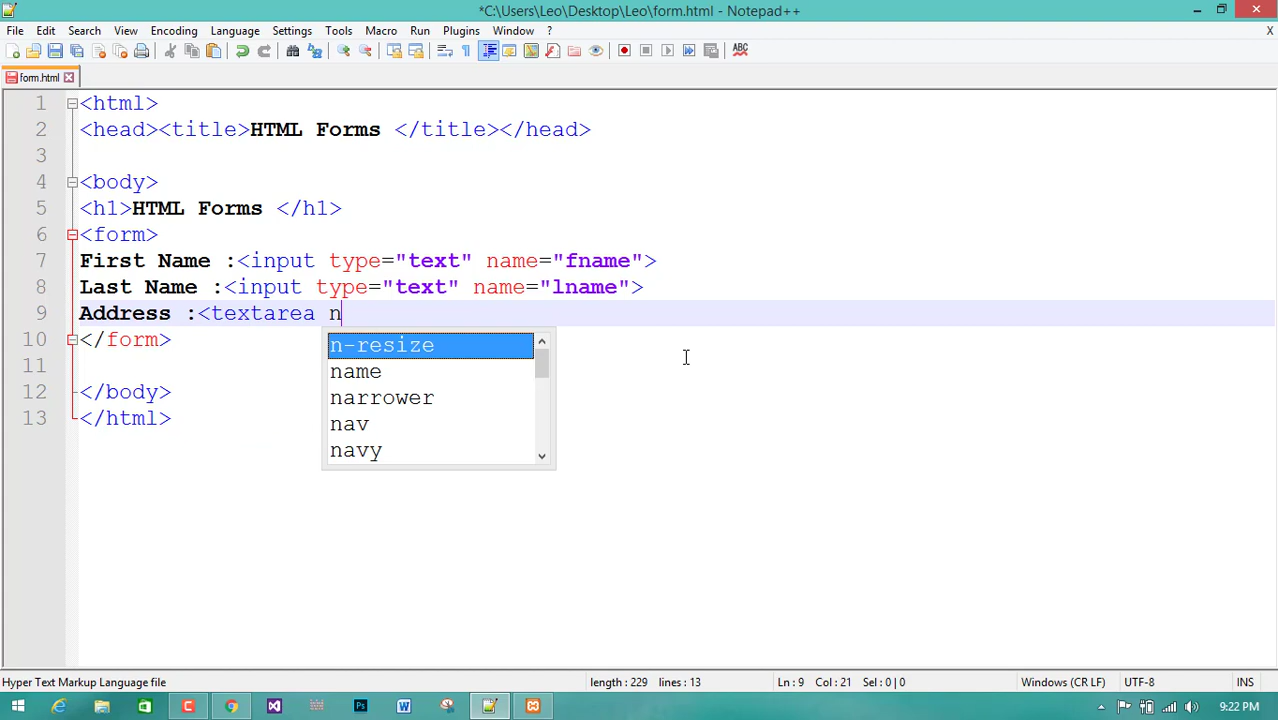 *C:\Users\Leo\Desktop\Leo\form.html - Notepad++
File Edit Search View Encoding Language Settings Tools Macro Run Plugins Window ? X
ABC
form.html
1 <html>
2 <head><title>HTML Forms </title></head>
3
4 <body>
5 <h1>HTML Forms </h1>
6 <form>
7 First Name :<input type="text" name="fname">
8 Last Name :<input type="text" name="lname">
9 Address :<textarea n
10 </form>
n-resize
11
name
12 </body>
narrower
13 </html>
nav
navy
Hyper Text Markup Language file length : 229 lines : 13 Ln : 9 Col : 21 Sel : 0 | 0 Windows (CR LF) UTF-8 INS
9:22 PM